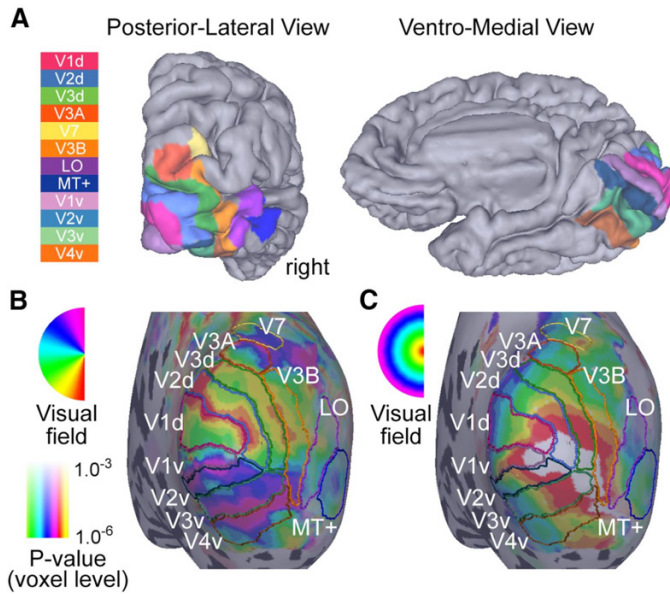 A
Posterior-Lateral View
Ventro-Medial View
V1d
V2d
V3d
V3A
V7
V3B
LO
MT+
V1v
V2v
V3v
V4v
right
B
Visual
field
1.0-3
1.0-6
P-value
(voxel level)
V7
V3A
V3d
V3B
V2d
LO
V1d
V1v
V2v
V3v
V4v
MT+
C
Visual
field
V7
V3A
V3d
V3B
V2d
LO
V1d
V1v
V2v
V3v
V4v
MT+